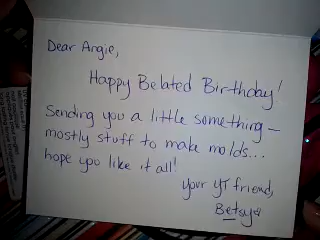 Dear Angie,
Happy Belated Birthday!
Sending you a little something –
mostly stuff to make molds...
hope you like it all!
your YT friend,
Betsy